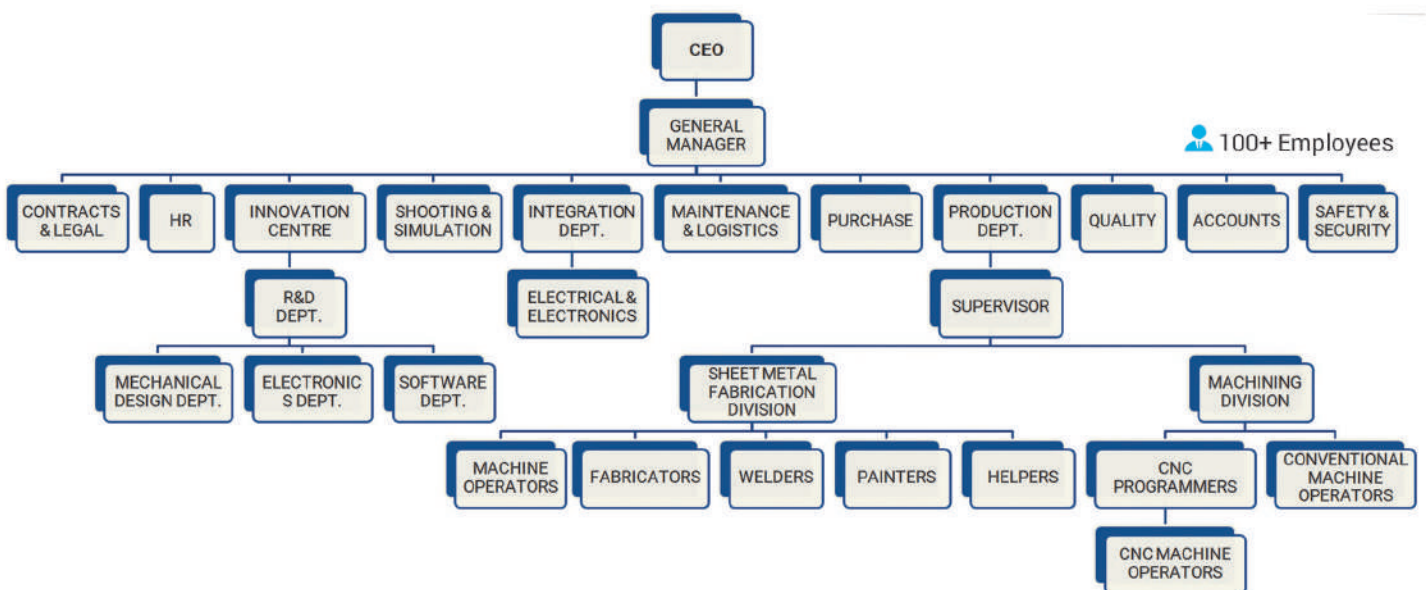 CEO
GENERAL
MANAGER
100+ Employees
CONTRACTS
& LEGAL
HR
INNOVATION
CENTRE
SHOOTING &
SIMULATION
INTEGRATION
DEPT.
MAINTENANCE
& LOGISTICS
PURCHASE
PRODUCTION
DEPT.
QUALITY
ACCOUNTS
SAFETY &
SECURITY
R&D
DEPT.
ELECTRICAL &
ELECTRONICS
SUPERVISOR
MECHANICAL
DESIGN DEPT.
ELECTRONIC
S DEPT.
SOFTWARE
DEPT.
SHEET METAL
FABRICATION
DIVISION
MACHINING
DIVISION
MACHINE
OPERATORS
FABRICATORS
WELDERS
PAINTERS
HELPERS
CNC
PROGRAMMERS
CONVENTIONAL
MACHINE
OPERATORS
CNC MACHINE
OPERATORS